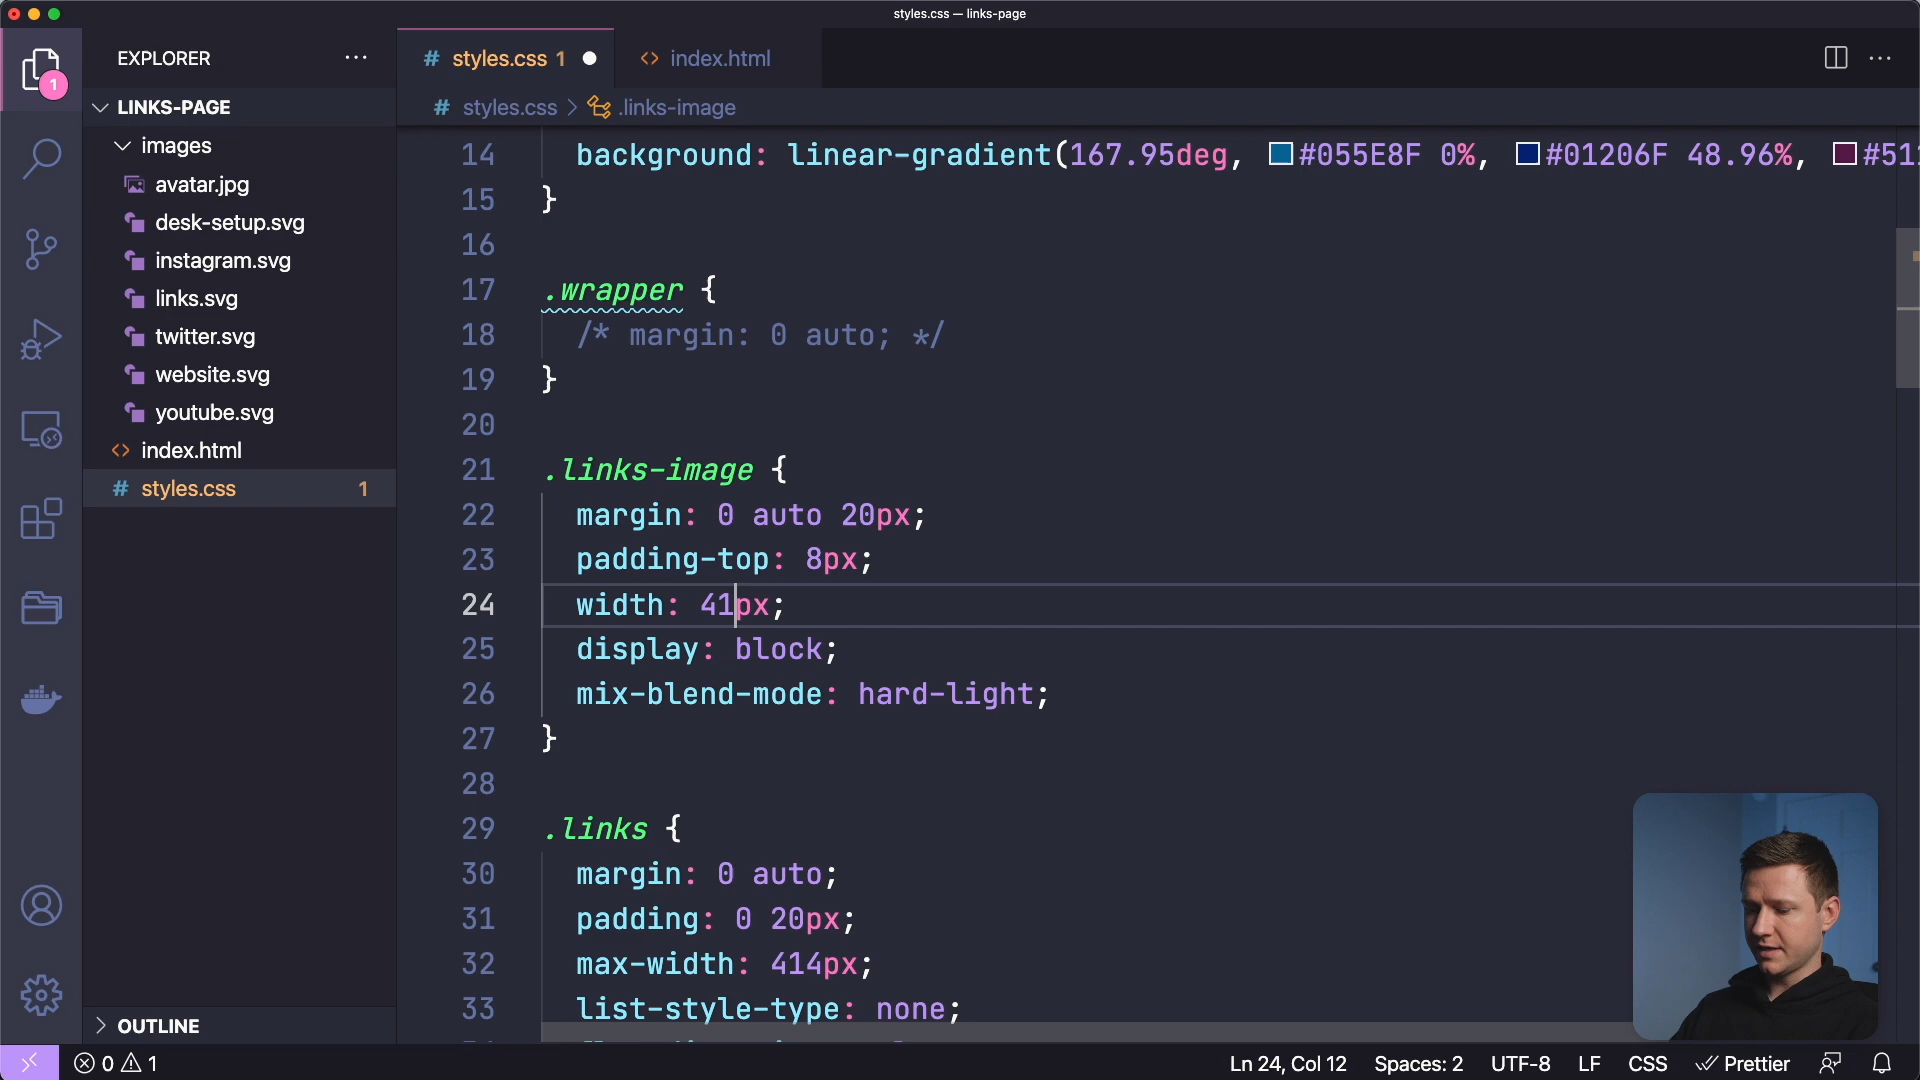 styles.css — links-page
EXPLORER
LINKS-PAGE
images
avatar.jpg
desk-setup.svg
instagram.svg
links.svg
twitter.svg
website.svg
youtube.svg
index.html
# styles.css 1
OUTLINE
1
# styles.css 1
<> index.html
# styles.css > .links-image
14 background: linear-gradient(167.95deg, #055E8F 0%, #01206F 48.96%, #511
15 }
16
17 .wrapper {
18 /* margin: 0 auto; */
19 }
20
21 .links-image {
22 margin: 0 auto 20px;
23 padding-top: 8px;
24 width: 41px;
25 display: block;
26 mix-blend-mode: hard-light;
27 }
28
29 .links {
30 margin: 0 auto;
31 padding: 0 20px;
32 max-width: 414px;
33 list-style-type: none;
0 1
Ln 24, Col 12 Spaces: 2 UTF-8 LF CSS Prettier